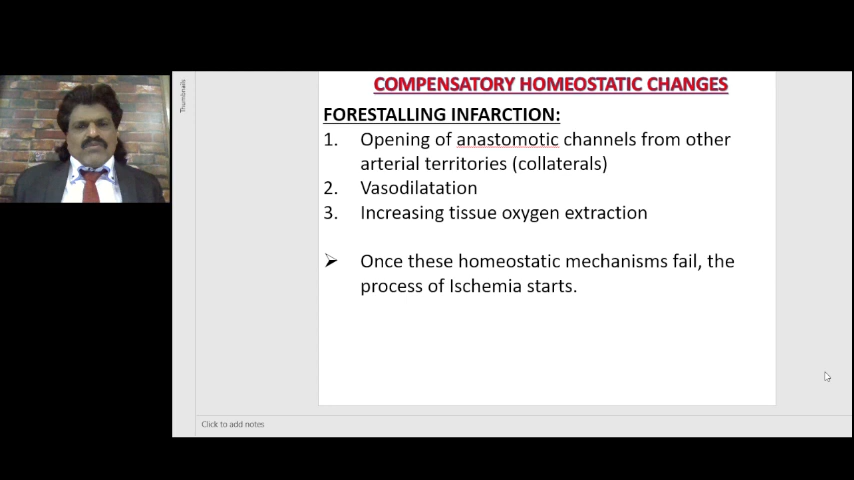 Thumbnails
COMPENSATORY HOMEOSTATIC CHANGES
FORESTALLING INFARCTION:
1. Opening of anastomotic channels from other
arterial territories (collaterals)
2. Vasodilatation
3. Increasing tissue oxygen extraction
➢ Once these homeostatic mechanisms fail, the
process of Ischemia starts.
Click to add notes